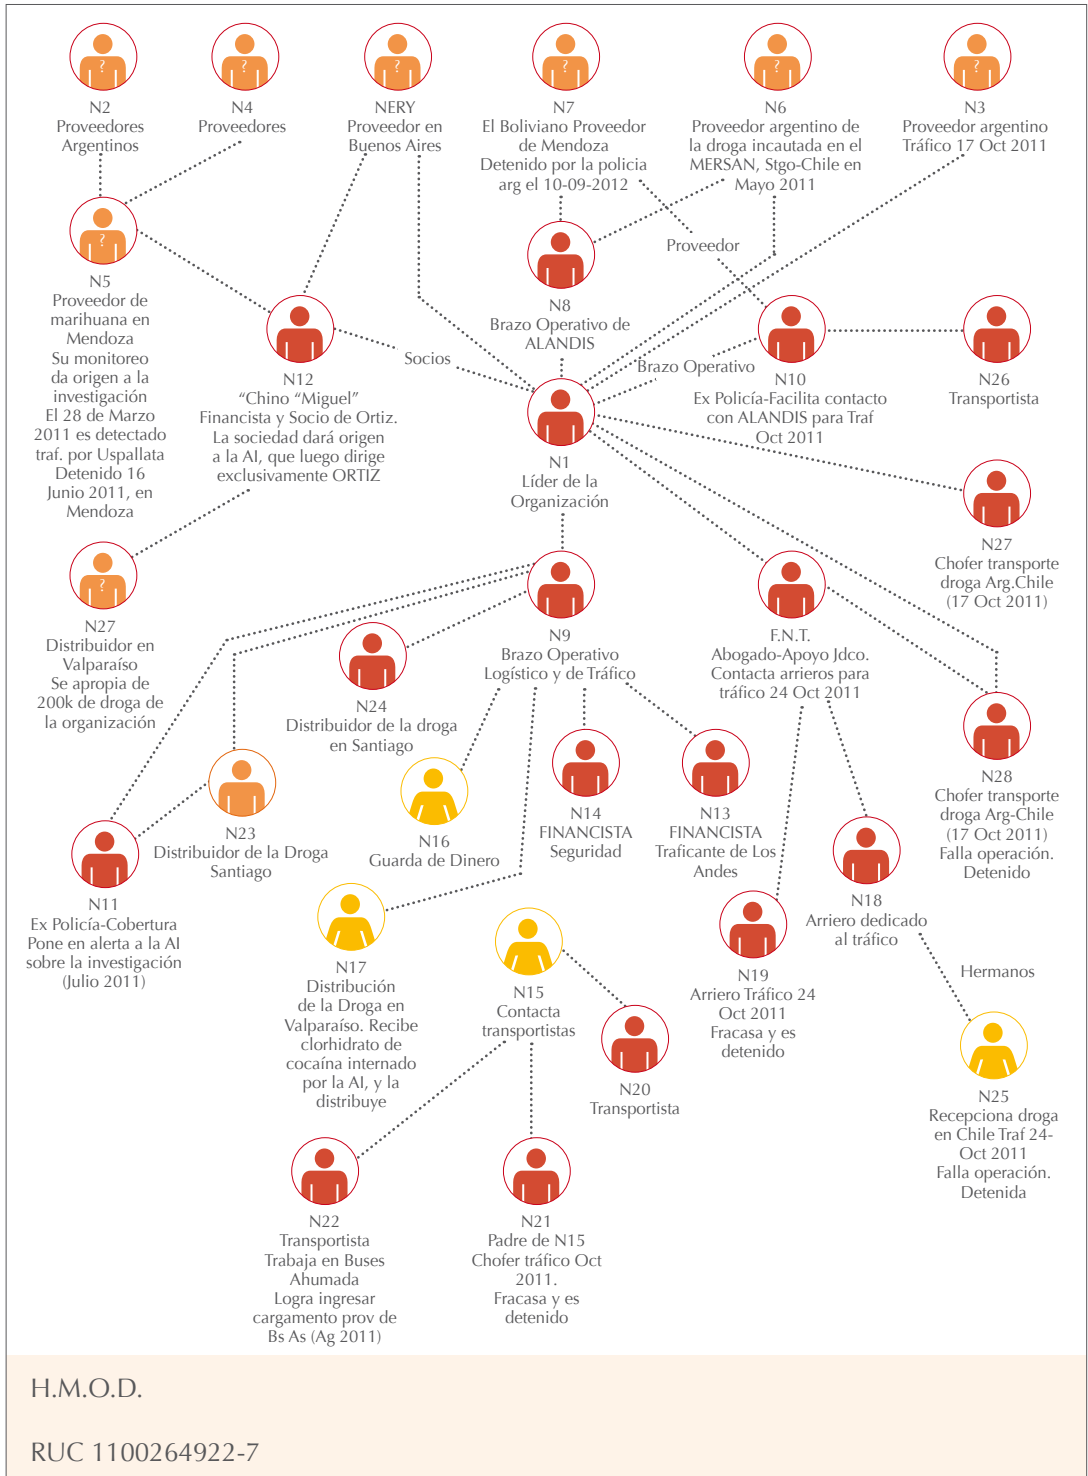 N2
Proveedores
Argentinos
N4
Proveedores
NERY
Proveedor en
Buenos Aires
N7
El Boliviano Proveedor
de Mendoza
Detenido por la policia
arg el 10-09-2012
N6
Proveedor argentino de
la droga incautada en el
MERSAN, Stgo-Chile en
Mayo 2011
N3
Proveedor argentino
Tráfico 17 Oct 2011
N5
Proveedor de
marihuana en
Mendoza
Su monitoreo
da origen a la
investigación
El 28 de Marzo
2011 es detectado
traf. por Uspallata
Detenido 16
Junio 2011, en
Mendoza
N12
“Chino “Miguel”
Financista y Socio de Ortiz.
La sociedad dará origen
a la AI, que luego dirige
exclusivamente ORTIZ
Socios
N8
Brazo Operativo de
ALANDIS
Proveedor
Brazo Operativo
N10
Ex Policía-Facilita contacto
con ALANDIS para Traf
Oct 2011
N26
Transportista
N1
Líder de la
Organización
N27
Chofer transporte
droga Arg.Chile
(17 Oct 2011)
N27
Distribuidor en
Valparaíso
Se apropia de
200k de droga de
la organización
N24
Distribuidor de la droga
en Santiago
N9
Brazo Operativo
Logístico y de Tráfico
F.N.T.
Abogado-Apoyo Jdco.
Contacta arrieros para
tráfico 24 Oct 2011
N28
Chofer transporte
droga Arg-Chile
(17 Oct 2011)
Falla operación.
Detenido
N23
Distribuidor de la Droga
Santiago
N16
Guarda de Dinero
N14
FINANCISTA
Seguridad
N13
FINANCISTA
Traficante de Los
Andes
N11
Ex Policía-Cobertura
Pone en alerta a la AI
sobre la investigación
(Julio 2011)
N18
Arriero dedicado
al tráfico
N17
Distribución
de la Droga en
Valparaíso. Recibe
clorhidrato de
cocaína internado
por la AI, y la
distribuye
N15
Contacta
transportistas
N19
Arriero Tráfico 24
Oct 2011
Fracasa y es
detenido
Hermanos
N20
Transportista
N25
Recepciona droga
en Chile Traf 24-
Oct 2011
Falla operación.
Detenida
N22
Transportista
Trabaja en Buses
Ahumada
Logra ingresar
cargamento prov de
Bs As (Ag 2011)
N21
Padre de N15
Chofer tráfico Oct
2011.
Fracasa y es
detenido
H.M.O.D.
RUC 1100264922-7